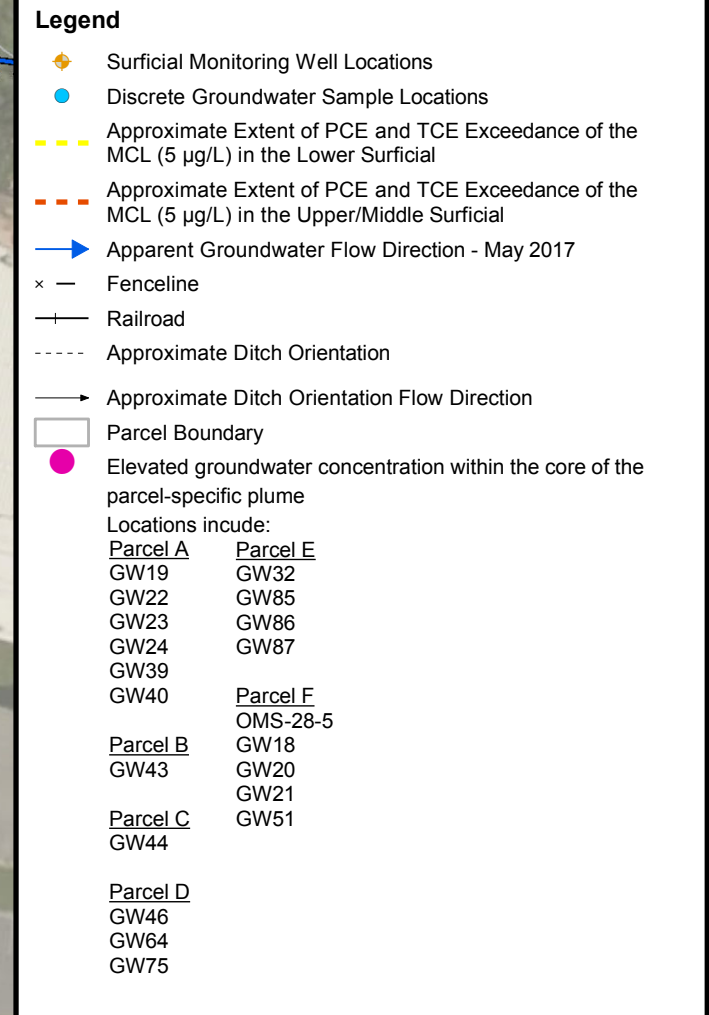 Legend
Surficial Monitoring Well Locations
Discrete Groundwater Sample Locations
Approximate Extent of PCE and TCE Exceedance of the
MCL (5 µg/L) in the Lower Surficial
Approximate Extent of PCE and TCE Exceedance of the
MCL (5 µg/L) in the Upper/Middle Surficial
Apparent Groundwater Flow Direction - May 2017
Fenceline
Railroad
Approximate Ditch Orientation
Approximate Ditch Orientation Flow Direction
Parcel Boundary
Elevated groundwater concentration within the core of the
parcel-specific plume
Locations incude:
Parcel A
GW19
GW22
GW23
GW24
GW39
GW40
Parcel B
GW43
Parcel C
GW44
Parcel D
GW46
GW64
GW75
Parcel E
GW32
GW85
GW86
GW87
Parcel F
OMS-28-5
GW18
GW20
GW21
GW51